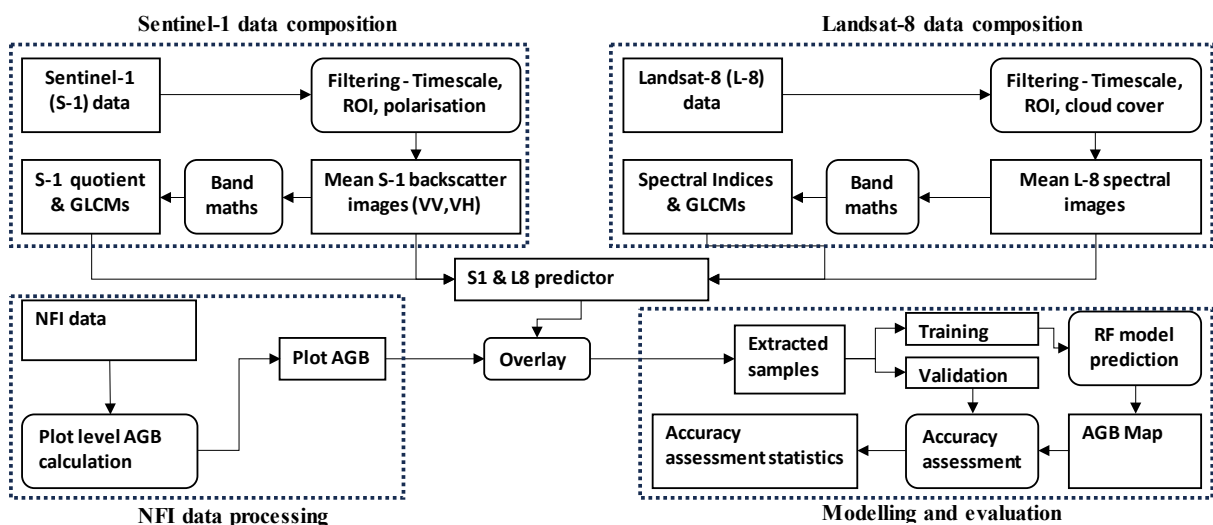 Sentinel-1 data composition
Landsat-8 data composition
Sentinel-1
(S-1) data
Filtering - Timescale,
ROI, polarisation
Landsat-8 (L-8)
data
Filtering - Timescale,
ROI, cloud cover
S-1 quotient
& GLCMs
Band
maths
Mean S-1 backscatter
images (VV,VH)
Spectral Indices
& GLCMs
Band
maths
Mean L-8 spectral
images
S1 & L8 predictor
NFI data
Plot AGB
Overlay
Extracted
samples
Training
Validation
RF model
prediction
Plot level AGB
calculation
Accuracy
assessment statistics
Accuracy
assessment
AGB Map
NFI data processing
Modelling and evaluation